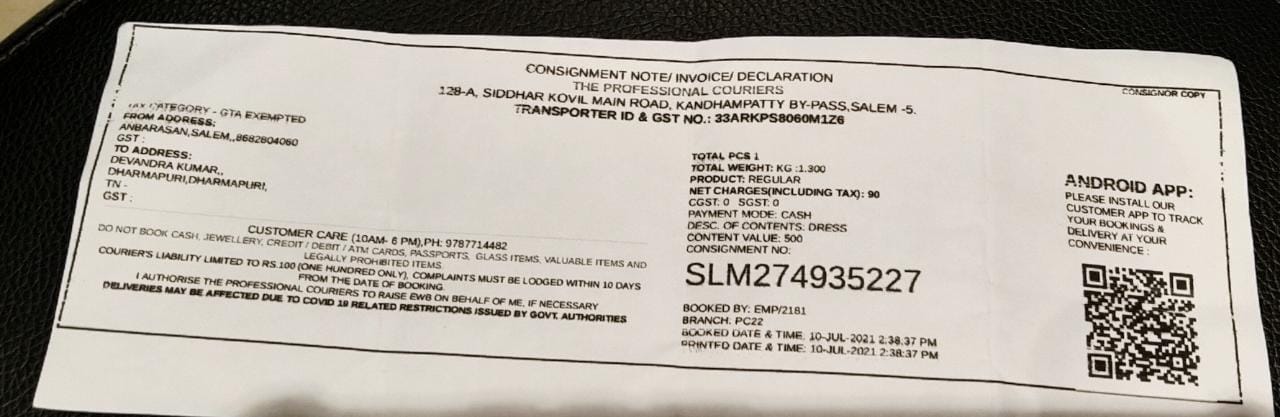 CONSIGNMENT NOTE/ INVOICE/ DECLARATION
THE PROFESSIONAL COURIERS
128-A, SIDDHAR KOVIL MAIN ROAD, KANDHAMPATTY BY-PASS,SALEM -5.
TRANSPORTER ID & GST NO.: 33ARKPS8060M1Z6
CONSIGNOR COPY
TAX CATEGORY - GTA EXEMPTED
FROM ADDRESS:
ANBARASAN,SALEM,,8682804060
GST :
TO ADDRESS:
DEVANDRA KUMAR,,
DHARMAPURI,DHARMAPURI,
TN -
GST :
CUSTOMER CARE (10AM- 6 PM),PH: 9787714482
DO NOT BOOK CASH, JEWELLERY, CREDIT / DEBIT / ATM CARDS, PASSPORTS, GLASS ITEMS, VALUABLE ITEMS AND
LEGALLY PROHIBITED ITEMS.
COURIER'S LIABILITY LIMITED TO RS.100 (ONE HUNDRED ONLY), COMPLAINTS MUST BE LODGED WITHIN 10 DAYS
FROM THE DATE OF BOOKING.
I AUTHORISE THE PROFESSIONAL COURIERS TO RAISE EWB ON BEHALF OF ME, IF NECESSARY
DELIVERIES MAY BE AFFECTED DUE TO COVID 19 RELATED RESTRICTIONS ISSUED BY GOVT. AUTHORITIES
TOTAL PCS 1
TOTAL WEIGHT: KG :1.300
PRODUCT: REGULAR
NET CHARGES(INCLUDING TAX): 90
CGST: 0 SGST: 0
PAYMENT MODE: CASH
DESC. OF CONTENTS: DRESS
CONTENT VALUE: 500
CONSIGNMENT NO:
SLM274935227
BOOKED BY: EMP/2181
BRANCH: PC22
BOOKED DATE & TIME: 10-JUL-2021 2:38:37 PM
PRINTED DATE & TIME: 10-JUL-2021 2:38:37 PM
ANDROID APP:
PLEASE INSTALL OUR
CUSTOMER APP TO TRACK
YOUR BOOKINGS &
DELIVERY AT YOUR
CONVENIENCE :